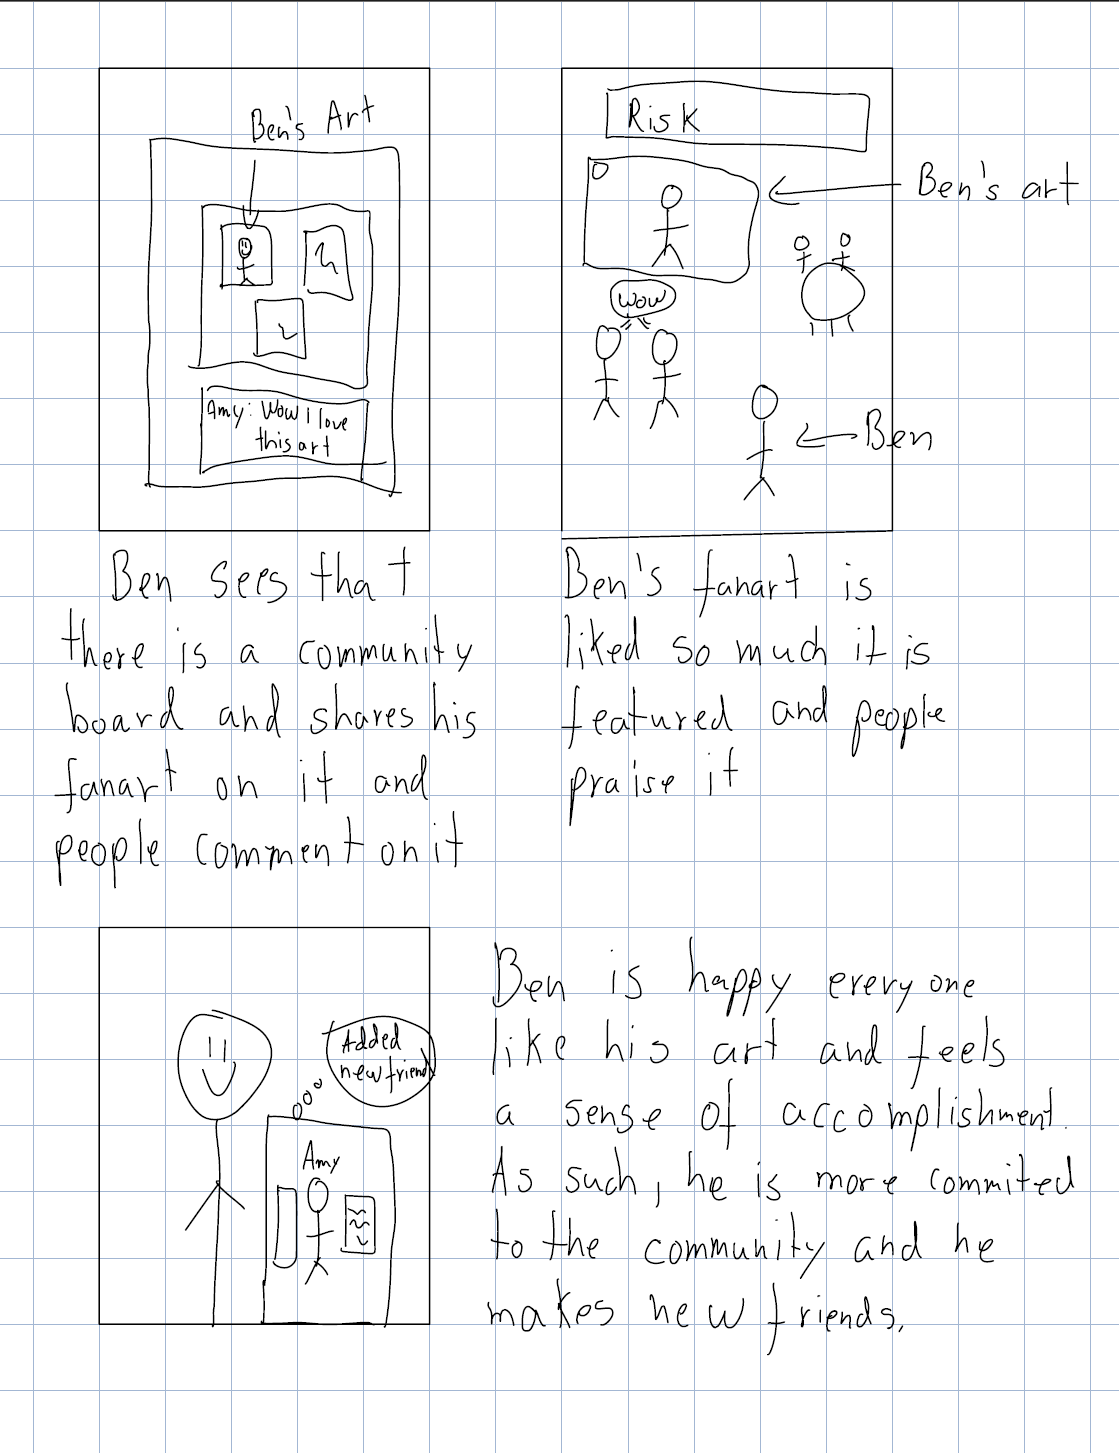 Ben's Art
Amy: Wow I love
this art
Risk
Ben's art
wow
Ben
Ben sees that
there is a community
board and shares his
fanart on it and
people comment on it
Ben's fanart is
liked so much it is
featured and people
praise it
Added
new friend
Amy
Ben is happy everyone
like his art and feels
a sense of accomplishment.
As such, he is more commited
to the community and he
makes new friends.